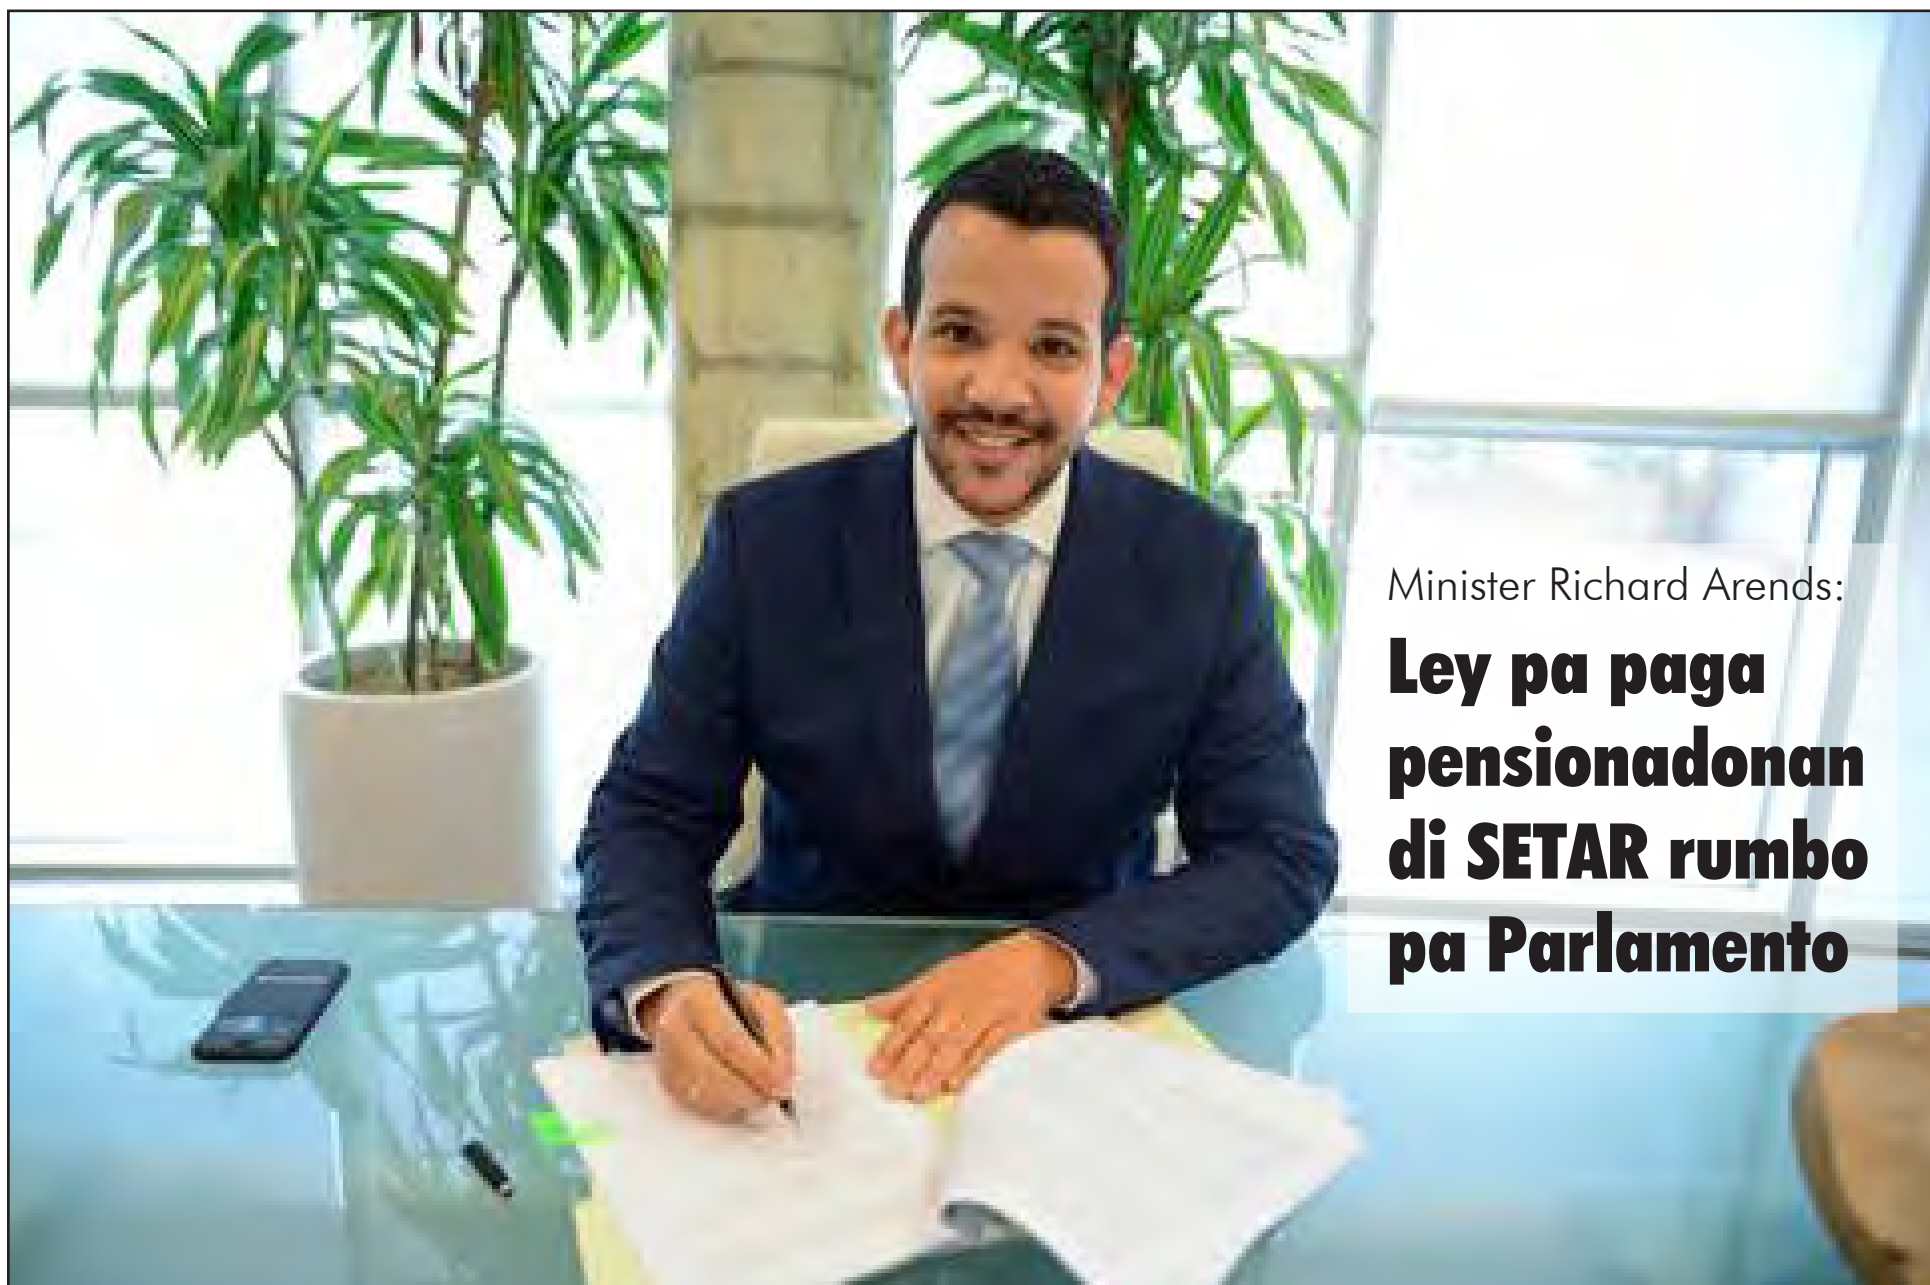 Minister Richard Arends:
Ley pa paga
pensionadonan
di SETAR rumbo
pa Parlamento